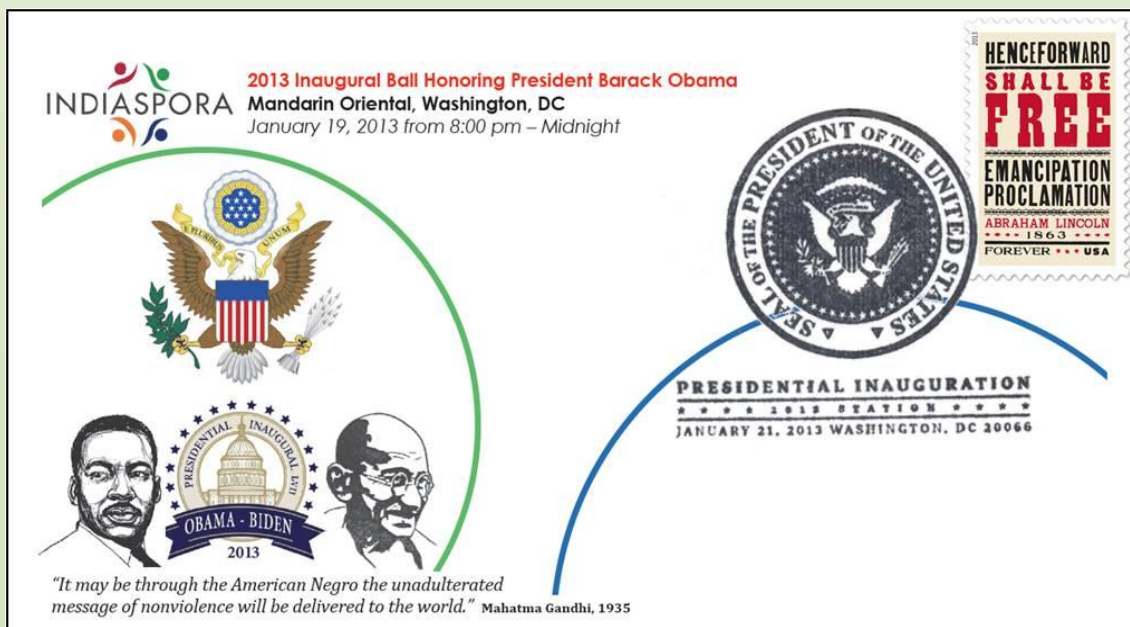 INDIASPORA
2013 Inaugural Ball Honoring President Barack Obama
Mandarin Oriental, Washington, DC
January 19, 2013 from 8:00 pm – Midnight
2013
HENCEFORWARD
SHALL BE
FREE
EMANCIPATION
PROCLAMATION
ABRAHAM LINCOLN
1863
FOREVER USA
SEAL OF THE PRESIDENT OF THE UNITED STATES
E PLURIBUS UNUM
PRESIDENTIAL INAUGURATION
2013 STATION
JANUARY 21, 2013 WASHINGTON, DC 20066
PRESIDENTIAL INAUGURAL LVII
OBAMA - BIDEN
2013
"It may be through the American Negro the unadulterated
message of nonviolence will be delivered to the world." Mahatma Gandhi, 1935